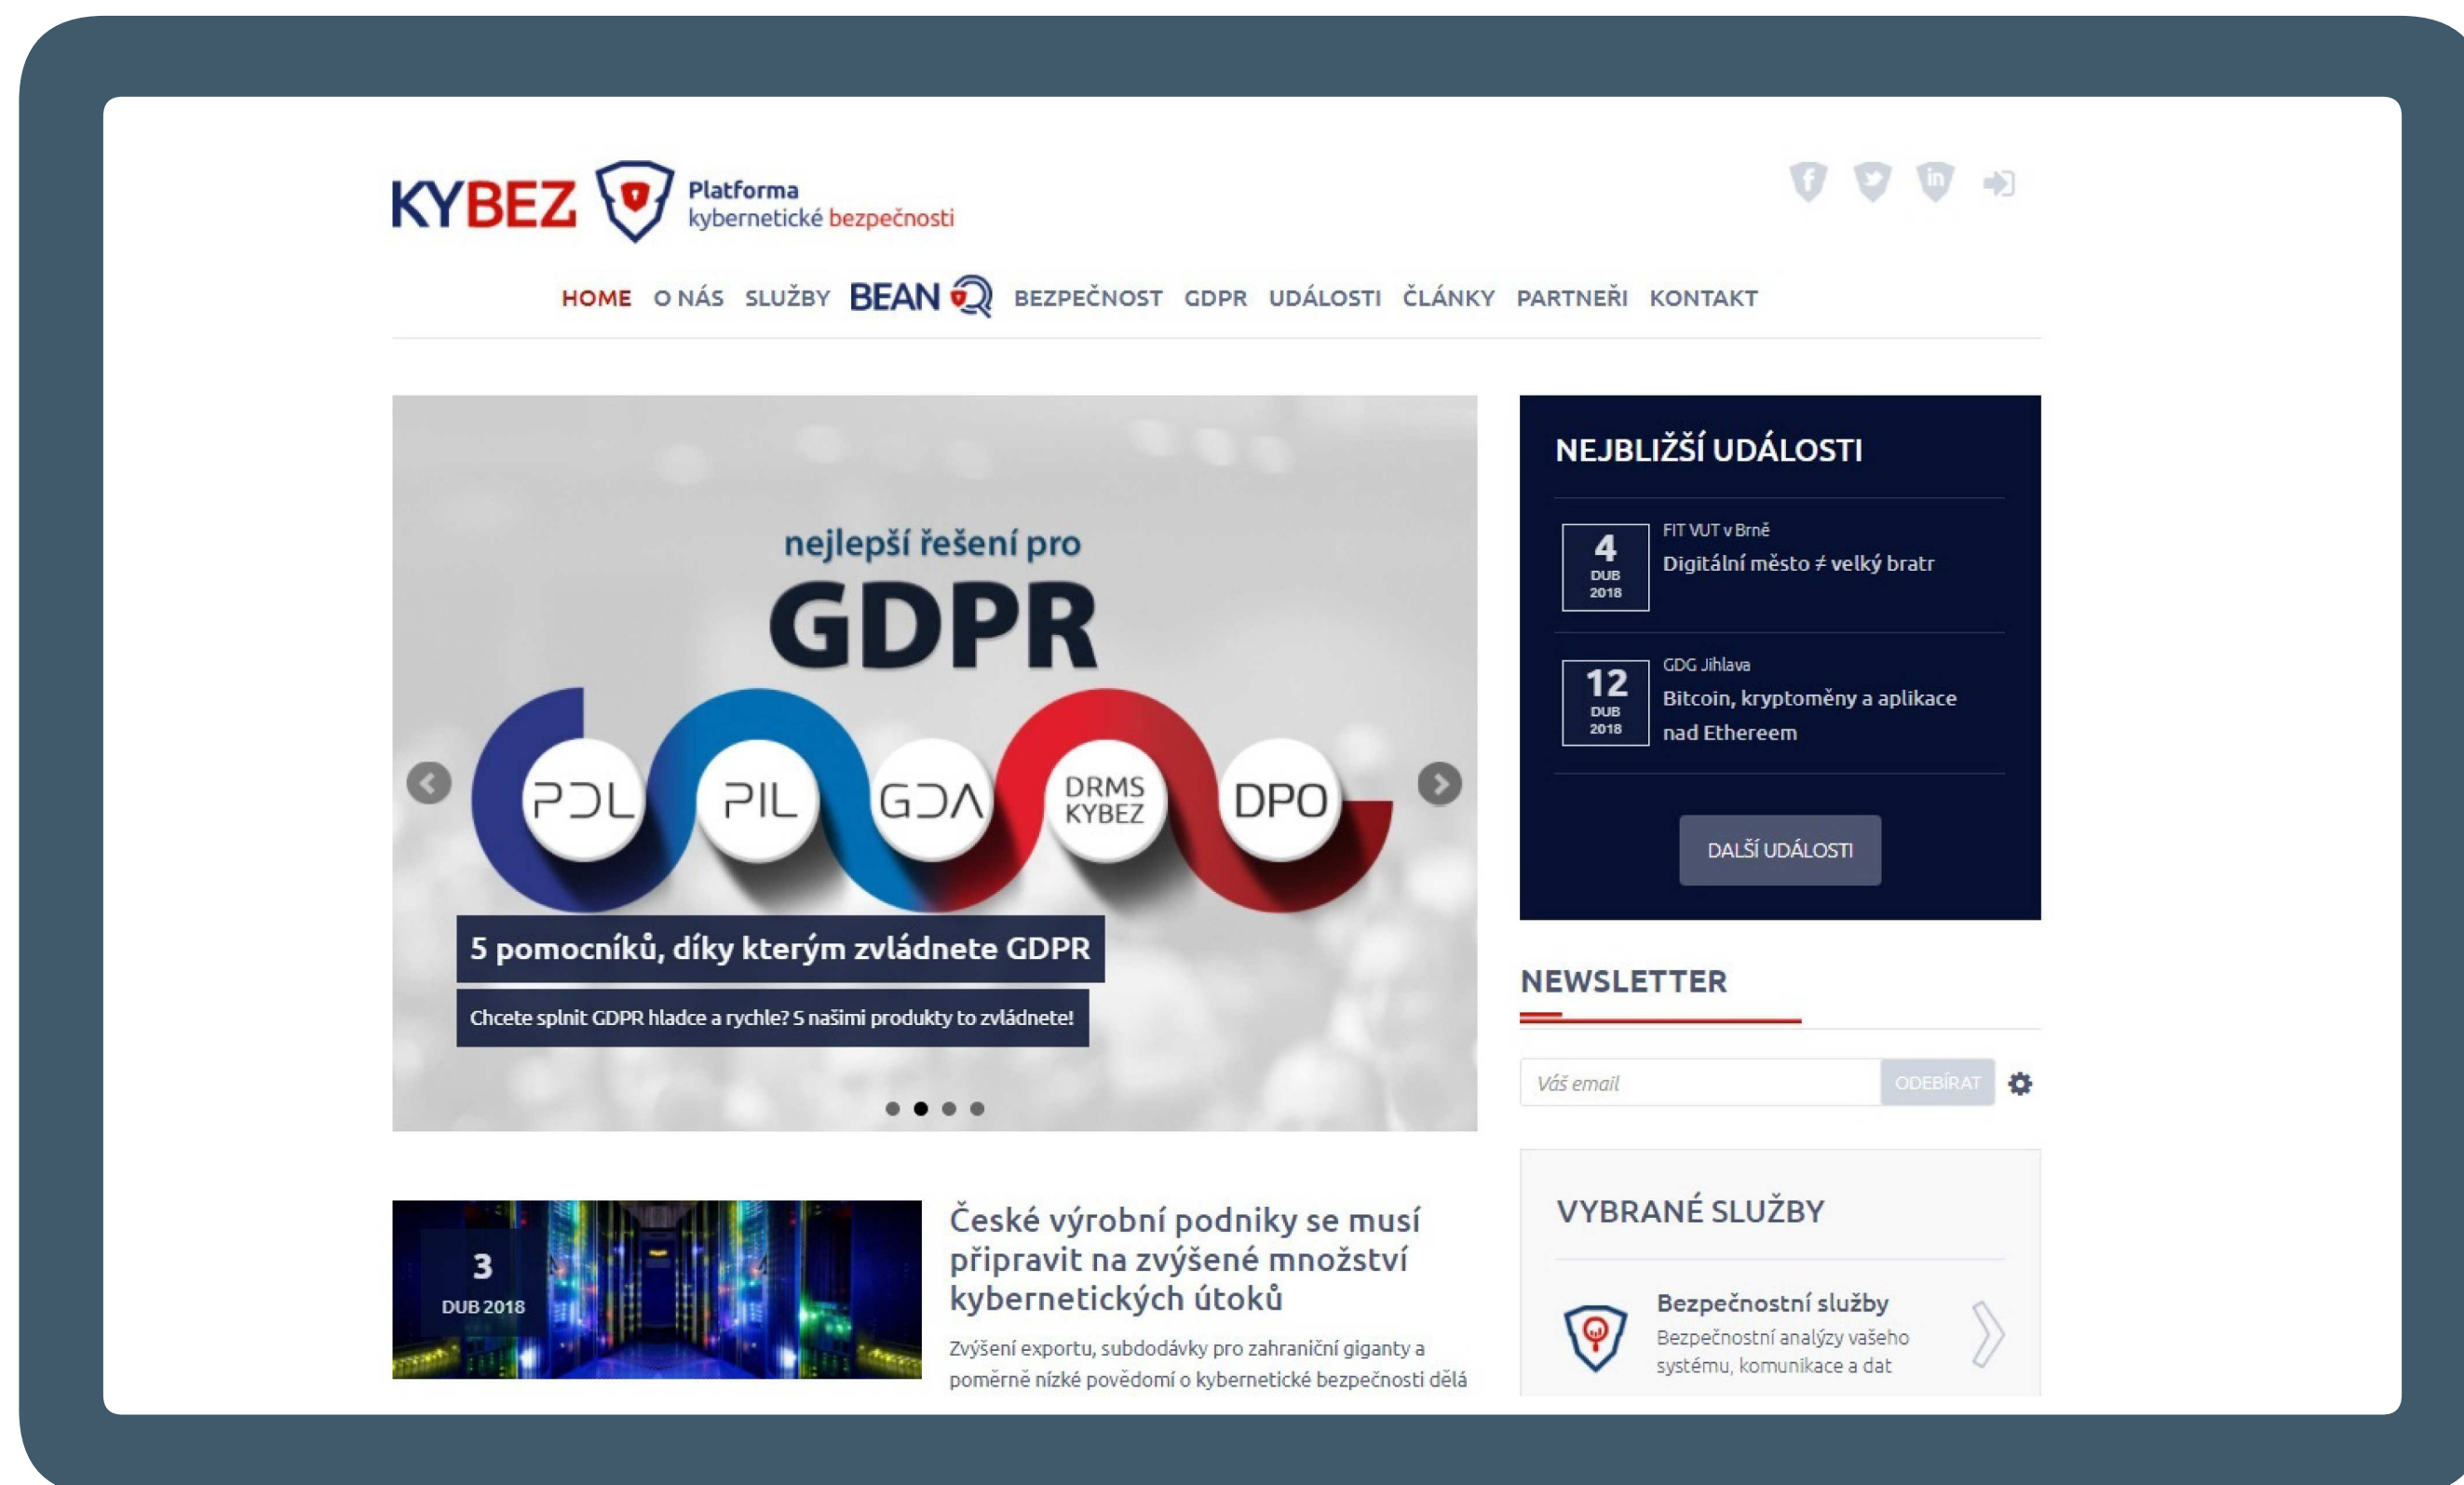 KYBEZ
Platforma
kybernetické bezpečnosti
f in
HOME O NÁS SLUŽBY BEAN BEZPEČNOST GDPR UDÁLOSTI ČLÁNKY PARTNEŘI KONTAKT
nejlepší řešení pro
GDPR
PDL PIL GDA DRMS DPO
KYBEZ
5 pomocníků, díky kterým zvládnete GDPR
Chcete splnit GDPR hladce a rychle? S našimi produkty to zvládnete!
NEJBLIŽŠÍ UDÁLOSTI
4
DUB
2018
FIT VUT v Brně
Digitální město ≠ velký bratr
12
DUB
2018
GDG Jihlava
Bitcoin, kryptoměny a aplikace
nad Ethereem
DALŠÍ UDÁLOSTI
NEWSLETTER
Váš email
ODEBÍRAT
3
DUB 2018
České výrobní podniky se musí
připravit na zvýšené množství
kybernetických útoků
Zvýšení exportu, subdodávky pro zahraniční giganty a
poměrně nízké povědomí o kybernetické bezpečnosti dělá
VYBRANÉ SLUŽBY
Bezpečnostní služby
Bezpečnostní analýzy vašeho
systému, komunikace a dat